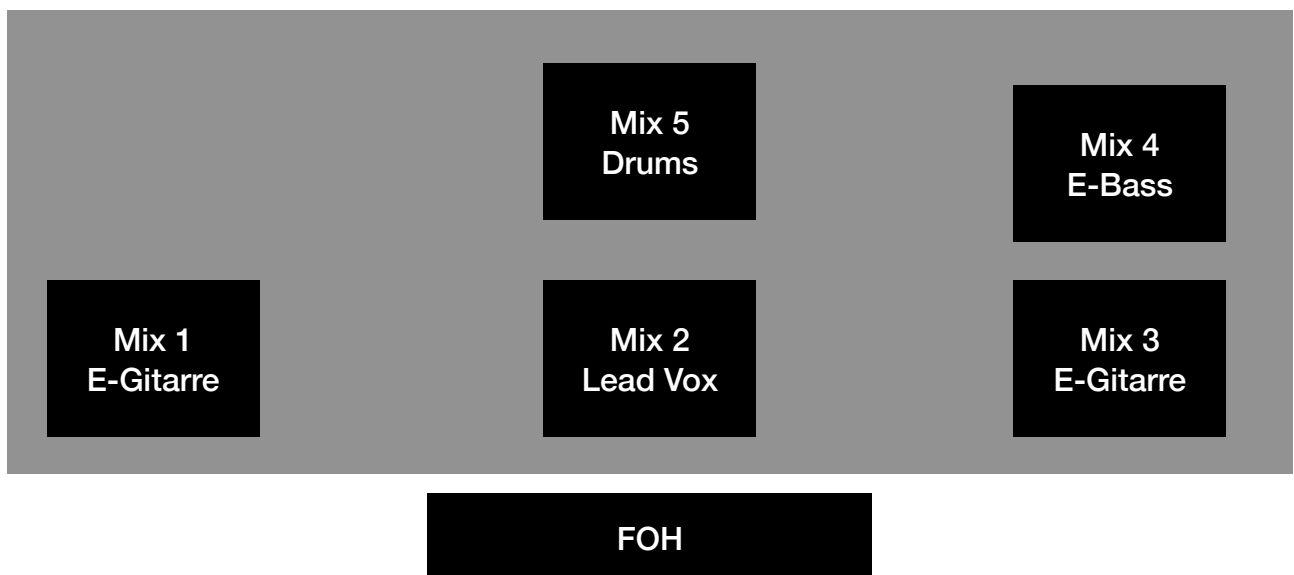 Mix 5
Drums
Mix 4
E-Bass
Mix 1
E-Gitarre
Mix 2
Lead Vox
Mix 3
E-Gitarre
FOH